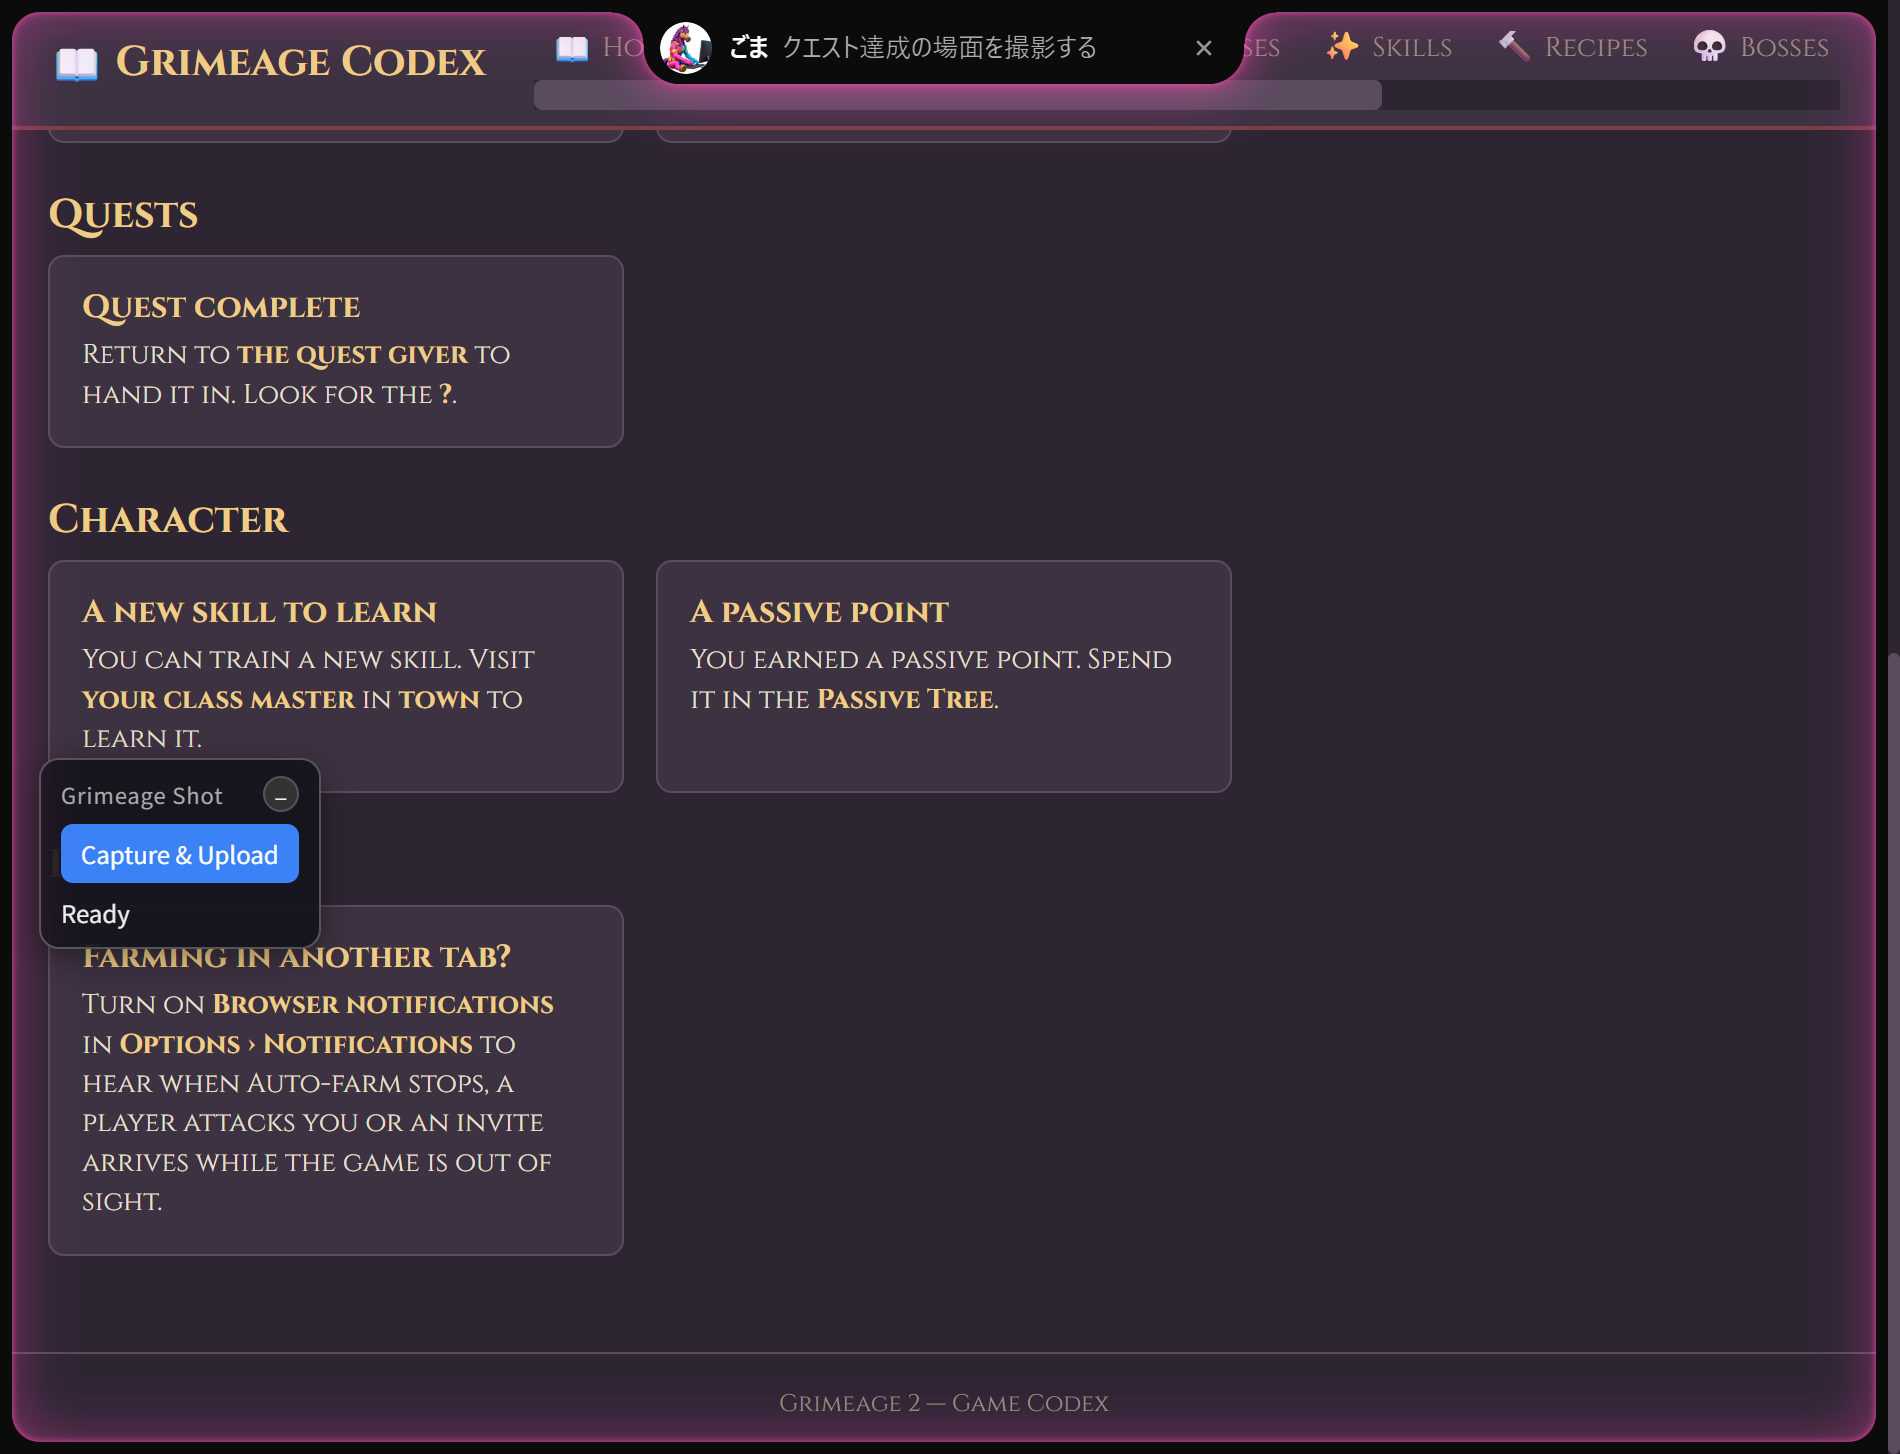 Grimeage Codex
Ho
ごま クエスト達成の場面を撮影する
Skills
Recipes
Bosses
Quests
Quest complete
Return to the quest giver to
hand it in. Look for the ?.
Character
A new skill to learn
You can train a new skill. Visit
your class master in town to
learn it.
A passive point
You earned a passive point. Spend
it in the Passive Tree.
Grimeage Shot
Capture & Upload
Ready
Farming in another tab?
Turn on Browser notifications
in Options › Notifications to
hear when Auto-farm stops, a
player attacks you or an invite
arrives while the game is out of
sight.
Grimeage 2 — Game Codex